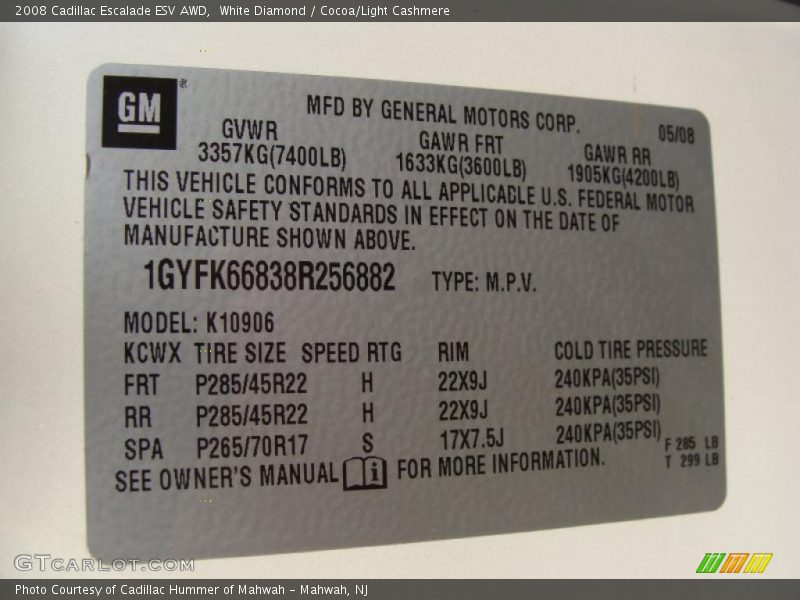 2008 Cadillac Escalade ESV AWD, White Diamond / Cocoa/Light Cashmere
GM ®
MFD BY GENERAL MOTORS CORP. 05/08
GVWR GAWR FRT GAWR RR
3357KG(7400LB) 1633KG(3600LB) 1905KG(4200LB)
THIS VEHICLE CONFORMS TO ALL APPLICABLE U.S. FEDERAL MOTOR
VEHICLE SAFETY STANDARDS IN EFFECT ON THE DATE OF
MANUFACTURE SHOWN ABOVE.
1GYFK66838R256882 TYPE: M.P.V.
MODEL: K10906
KCWX TIRE SIZE SPEED RTG RIM COLD TIRE PRESSURE
FRT P285/45R22 H 22X9J 240KPA(35PSI)
RR P285/45R22 H 22X9J 240KPA(35PSI)
SPA P265/70R17 S 17X7.5J 240KPA(35PSI)
F 285 LB
T 299 LB
SEE OWNER'S MANUAL i FOR MORE INFORMATION.
GTCARLOT.COM
Photo Courtesy of Cadillac Hummer of Mahwah - Mahwah, NJ